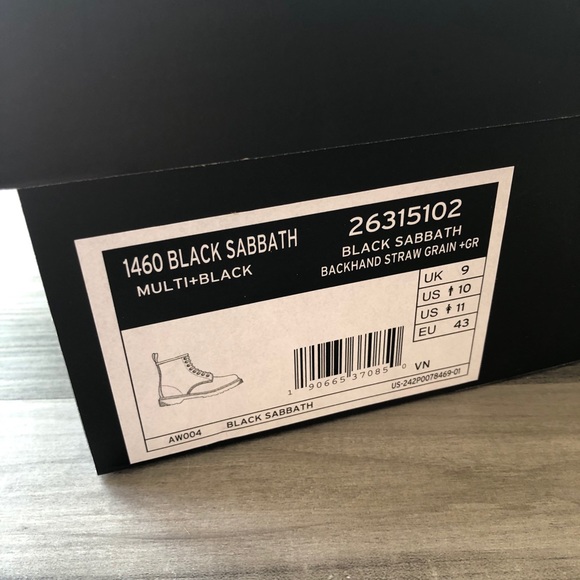 1460 BLACK SABBATH
MULTI+BLACK
26315102
BLACK SABBATH
BACKHAND STRAW GRAIN +GR
UK 9
US 10
US 11
EU 43
1 90665 37085 0
VN
US-242P0078469-01
AW004
BLACK SABBATH